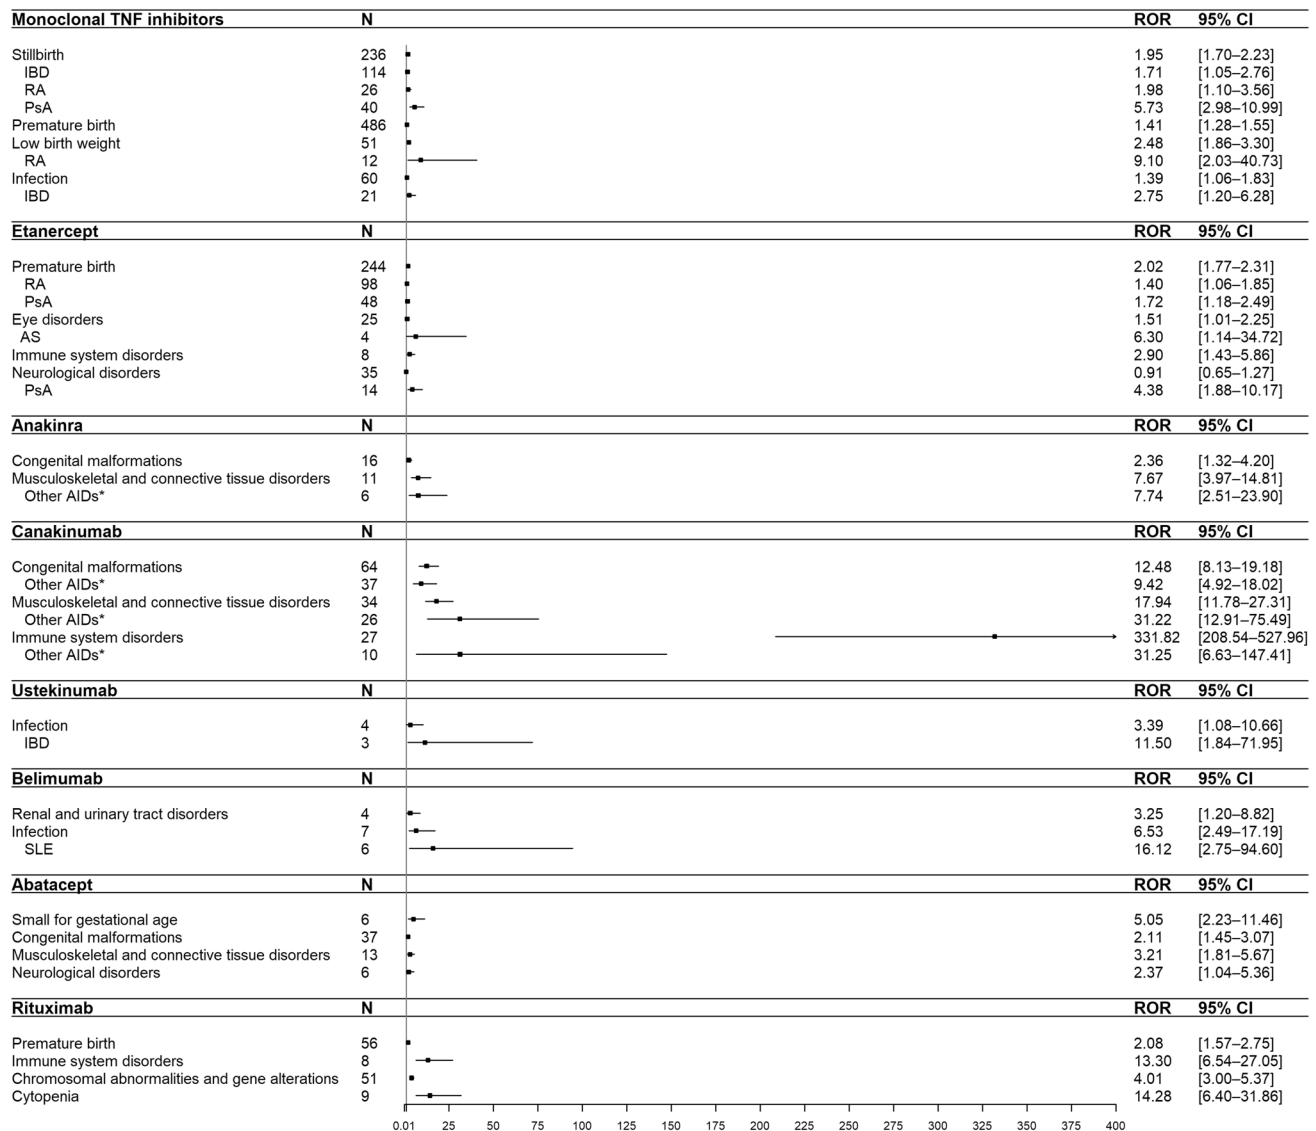 Monoclonal TNF inhibitors N ROR 95% CI
Stillbirth 236 1.95 [1.70–2.23]
IBD 114 1.71 [1.05–2.76]
RA 26 1.98 [1.10–3.56]
PsA 40 5.73 [2.98–10.99]
Premature birth 486 1.41 [1.28–1.55]
Low birth weight 51 2.48 [1.86–3.30]
RA 12 9.10 [2.03–40.73]
Infection 60 1.39 [1.06–1.83]
IBD 21 2.75 [1.20–6.28]
Etanercept N ROR 95% CI
Premature birth 244 2.02 [1.77–2.31]
RA 98 1.40 [1.06–1.85]
PsA 48 1.72 [1.18–2.49]
Eye disorders 25 1.51 [1.01–2.25]
AS 4 6.30 [1.14–34.72]
Immune system disorders 8 2.90 [1.43–5.86]
Neurological disorders 35 0.91 [0.65–1.27]
PsA 14 4.38 [1.88–10.17]
Anakinra N ROR 95% CI
Congenital malformations 16 2.36 [1.32–4.20]
Musculoskeletal and connective tissue disorders 11 7.67 [3.97–14.81]
Other AIDs* 6 7.74 [2.51–23.90]
Canakinumab N ROR 95% CI
Congenital malformations 64 12.48 [8.13–19.18]
Other AIDs* 37 9.42 [4.92–18.02]
Musculoskeletal and connective tissue disorders 34 17.94 [11.78–27.31]
Other AIDs* 26 31.22 [12.91–75.49]
Immune system disorders 27 331.82 [208.54–527.96]
Other AIDs* 10 31.25 [6.63–147.41]
Ustekinumab N ROR 95% CI
Infection 4 3.39 [1.08–10.66]
IBD 3 11.50 [1.84–71.95]
Belimumab N ROR 95% CI
Renal and urinary tract disorders 4 3.25 [1.20–8.82]
Infection 7 6.53 [2.49–17.19]
SLE 6 16.12 [2.75–94.60]
Abatacept N ROR 95% CI
Small for gestational age 6 5.05 [2.23–11.46]
Congenital malformations 37 2.11 [1.45–3.07]
Musculoskeletal and connective tissue disorders 13 3.21 [1.81–5.67]
Neurological disorders 6 2.37 [1.04–5.36]
Rituximab N ROR 95% CI
Premature birth 56 2.08 [1.57–2.75]
Immune system disorders 8 13.30 [6.54–27.05]
Chromosomal abnormalities and gene alterations 51 4.01 [3.00–5.37]
Cytopenia 9 14.28 [6.40–31.86]
0.01 25 50 75 100 125 150 175 200 225 250 275 300 325 350 375 400